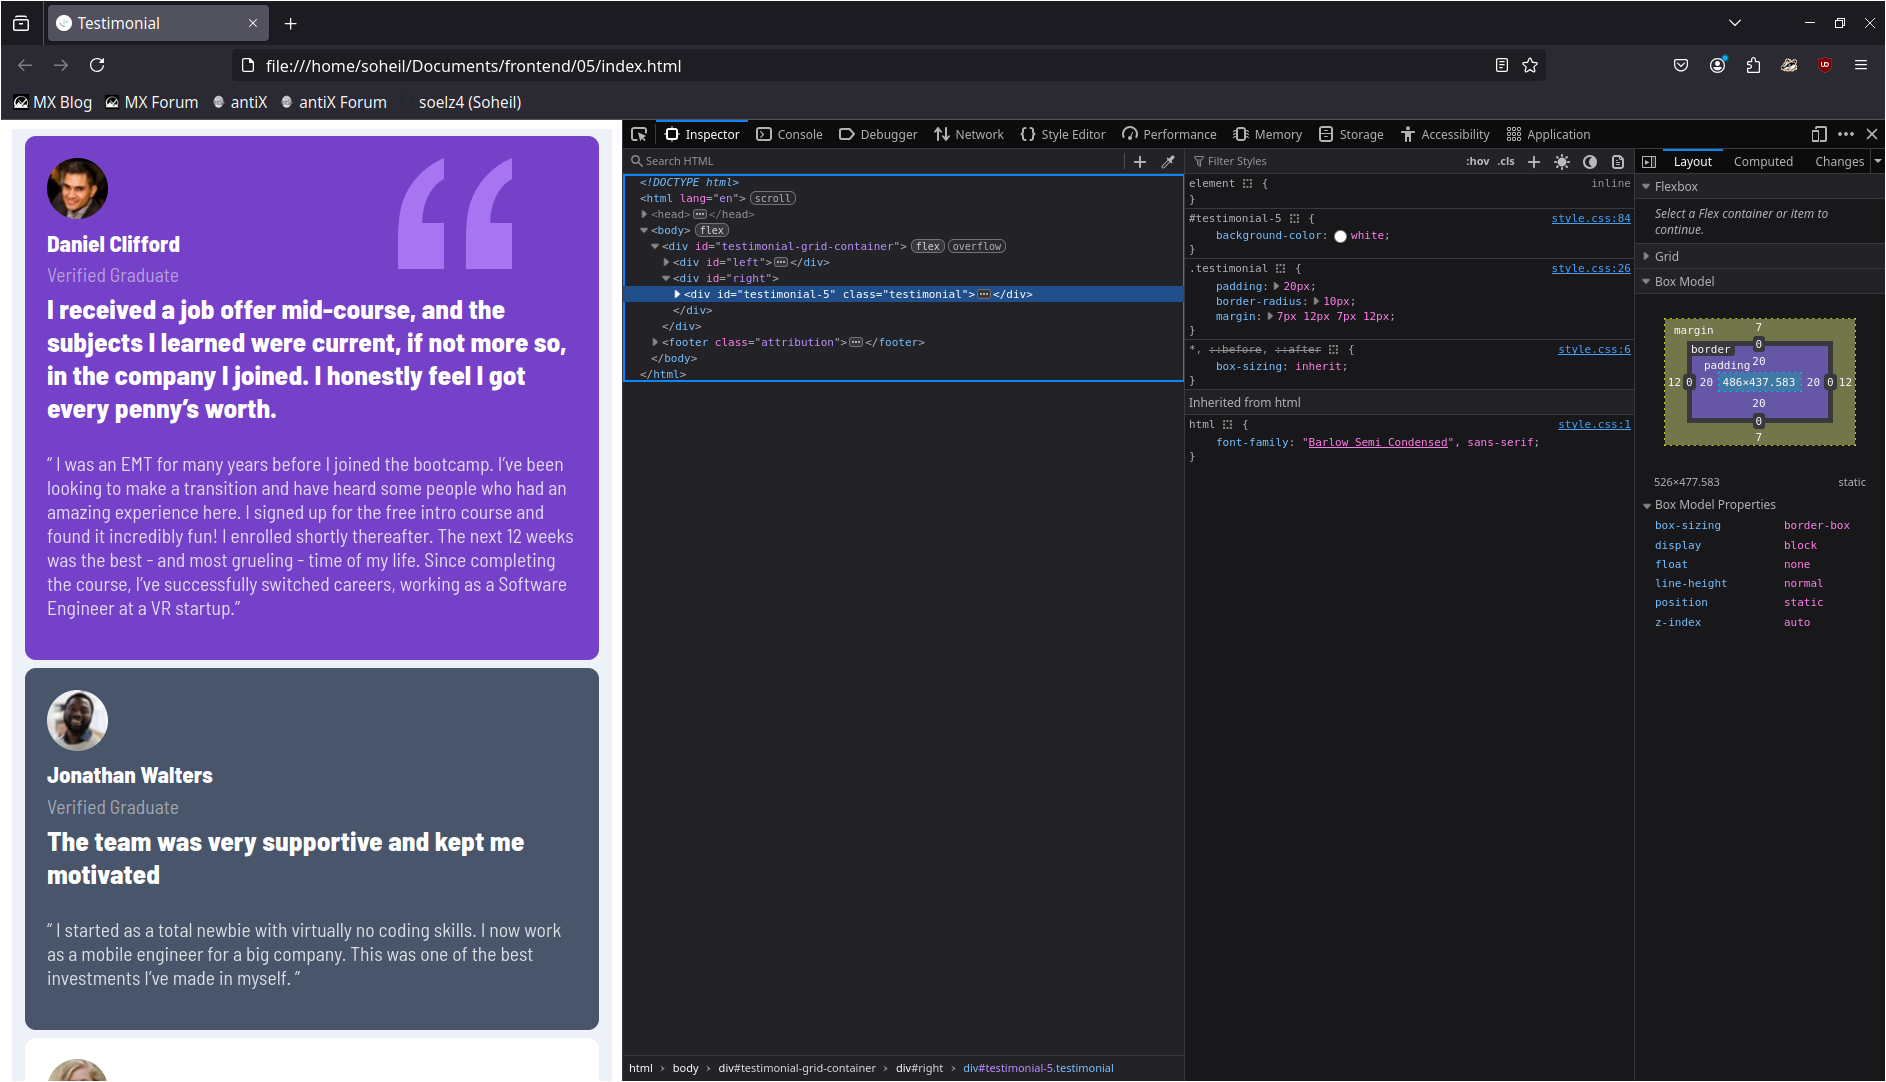 Testimonial
file:///home/soheil/Documents/frontend/05/index.html
MX Blog MX Forum antiX antiX Forum soelz4 (Soheil)
Daniel Clifford
Verified Graduate
I received a job offer mid-course, and the
subjects I learned were current, if not more so,
in the company I joined. I honestly feel I got
every penny’s worth.
“ I was an EMT for many years before I joined the bootcamp. I’ve been
looking to make a transition and have heard some people who had an
amazing experience here. I signed up for the free intro course and
found it incredibly fun! I enrolled shortly thereafter. The next 12 weeks
was the best - and most grueling - time of my life. Since completing
the course, I’ve successfully switched careers, working as a Software
Engineer at a VR startup.”
Jonathan Walters
Verified Graduate
The team was very supportive and kept me
motivated
“ I started as a total newbie with virtually no coding skills. I now work
as a mobile engineer for a big company. This was one of the best
investments I’ve made in myself. ”
Inspector Console Debugger Network Style Editor Performance Memory Storage Accessibility Application
Search HTML
<!DOCTYPE html>
<html lang="en"> scroll
<head> ••• </head>
<body> flex
<div id="testimonial-grid-container"> flex overflow
<div id="left"> ••• </div>
<div id="right">
<div id="testimonial-5" class="testimonial"> ••• </div>
</div>
</div>
<footer class="attribution"> ••• </footer>
</body>
</html>
html › body › div#testimonial-grid-container › div#right › div#testimonial-5.testimonial
Filter Styles :hov .cls
element { inline
}
#testimonial-5 { style.css:84
background-color: white;
}
.testimonial { style.css:26
padding: 20px;
border-radius: 10px;
margin: 7px 12px 7px 12px;
}
*, ::before, ::after { style.css:6
box-sizing: inherit;
}
Inherited from html
html { style.css:1
font-family: "Barlow Semi Condensed", sans-serif;
}
Layout Computed Changes
Flexbox
Select a Flex container or item to
continue.
Grid
Box Model
margin 7
border 0
padding 20
12 0 20 486×437.583 20 0 12
20
0
7
526×477.583 static
Box Model Properties
box-sizing border-box
display block
float none
line-height normal
position static
z-index auto